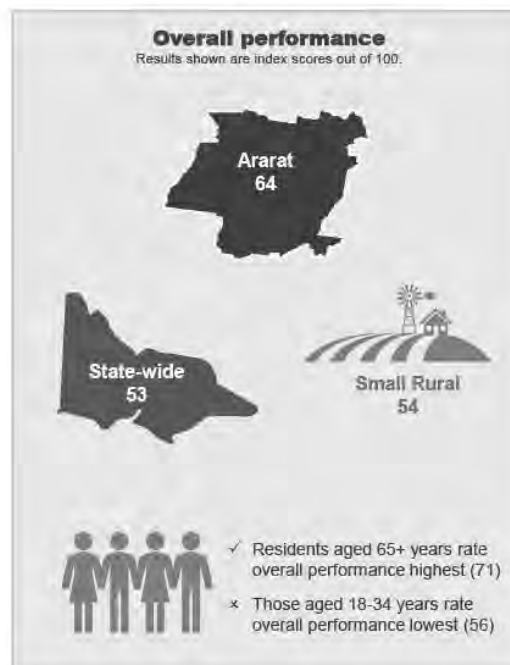 Overall performance
Results shown are index scores out of 100.
Ararat
64
State-wide
53
Small Rural
54
✓ Residents aged 65+ years rate
overall performance highest (71)
× Those aged 18-34 years rate
overall performance lowest (56)